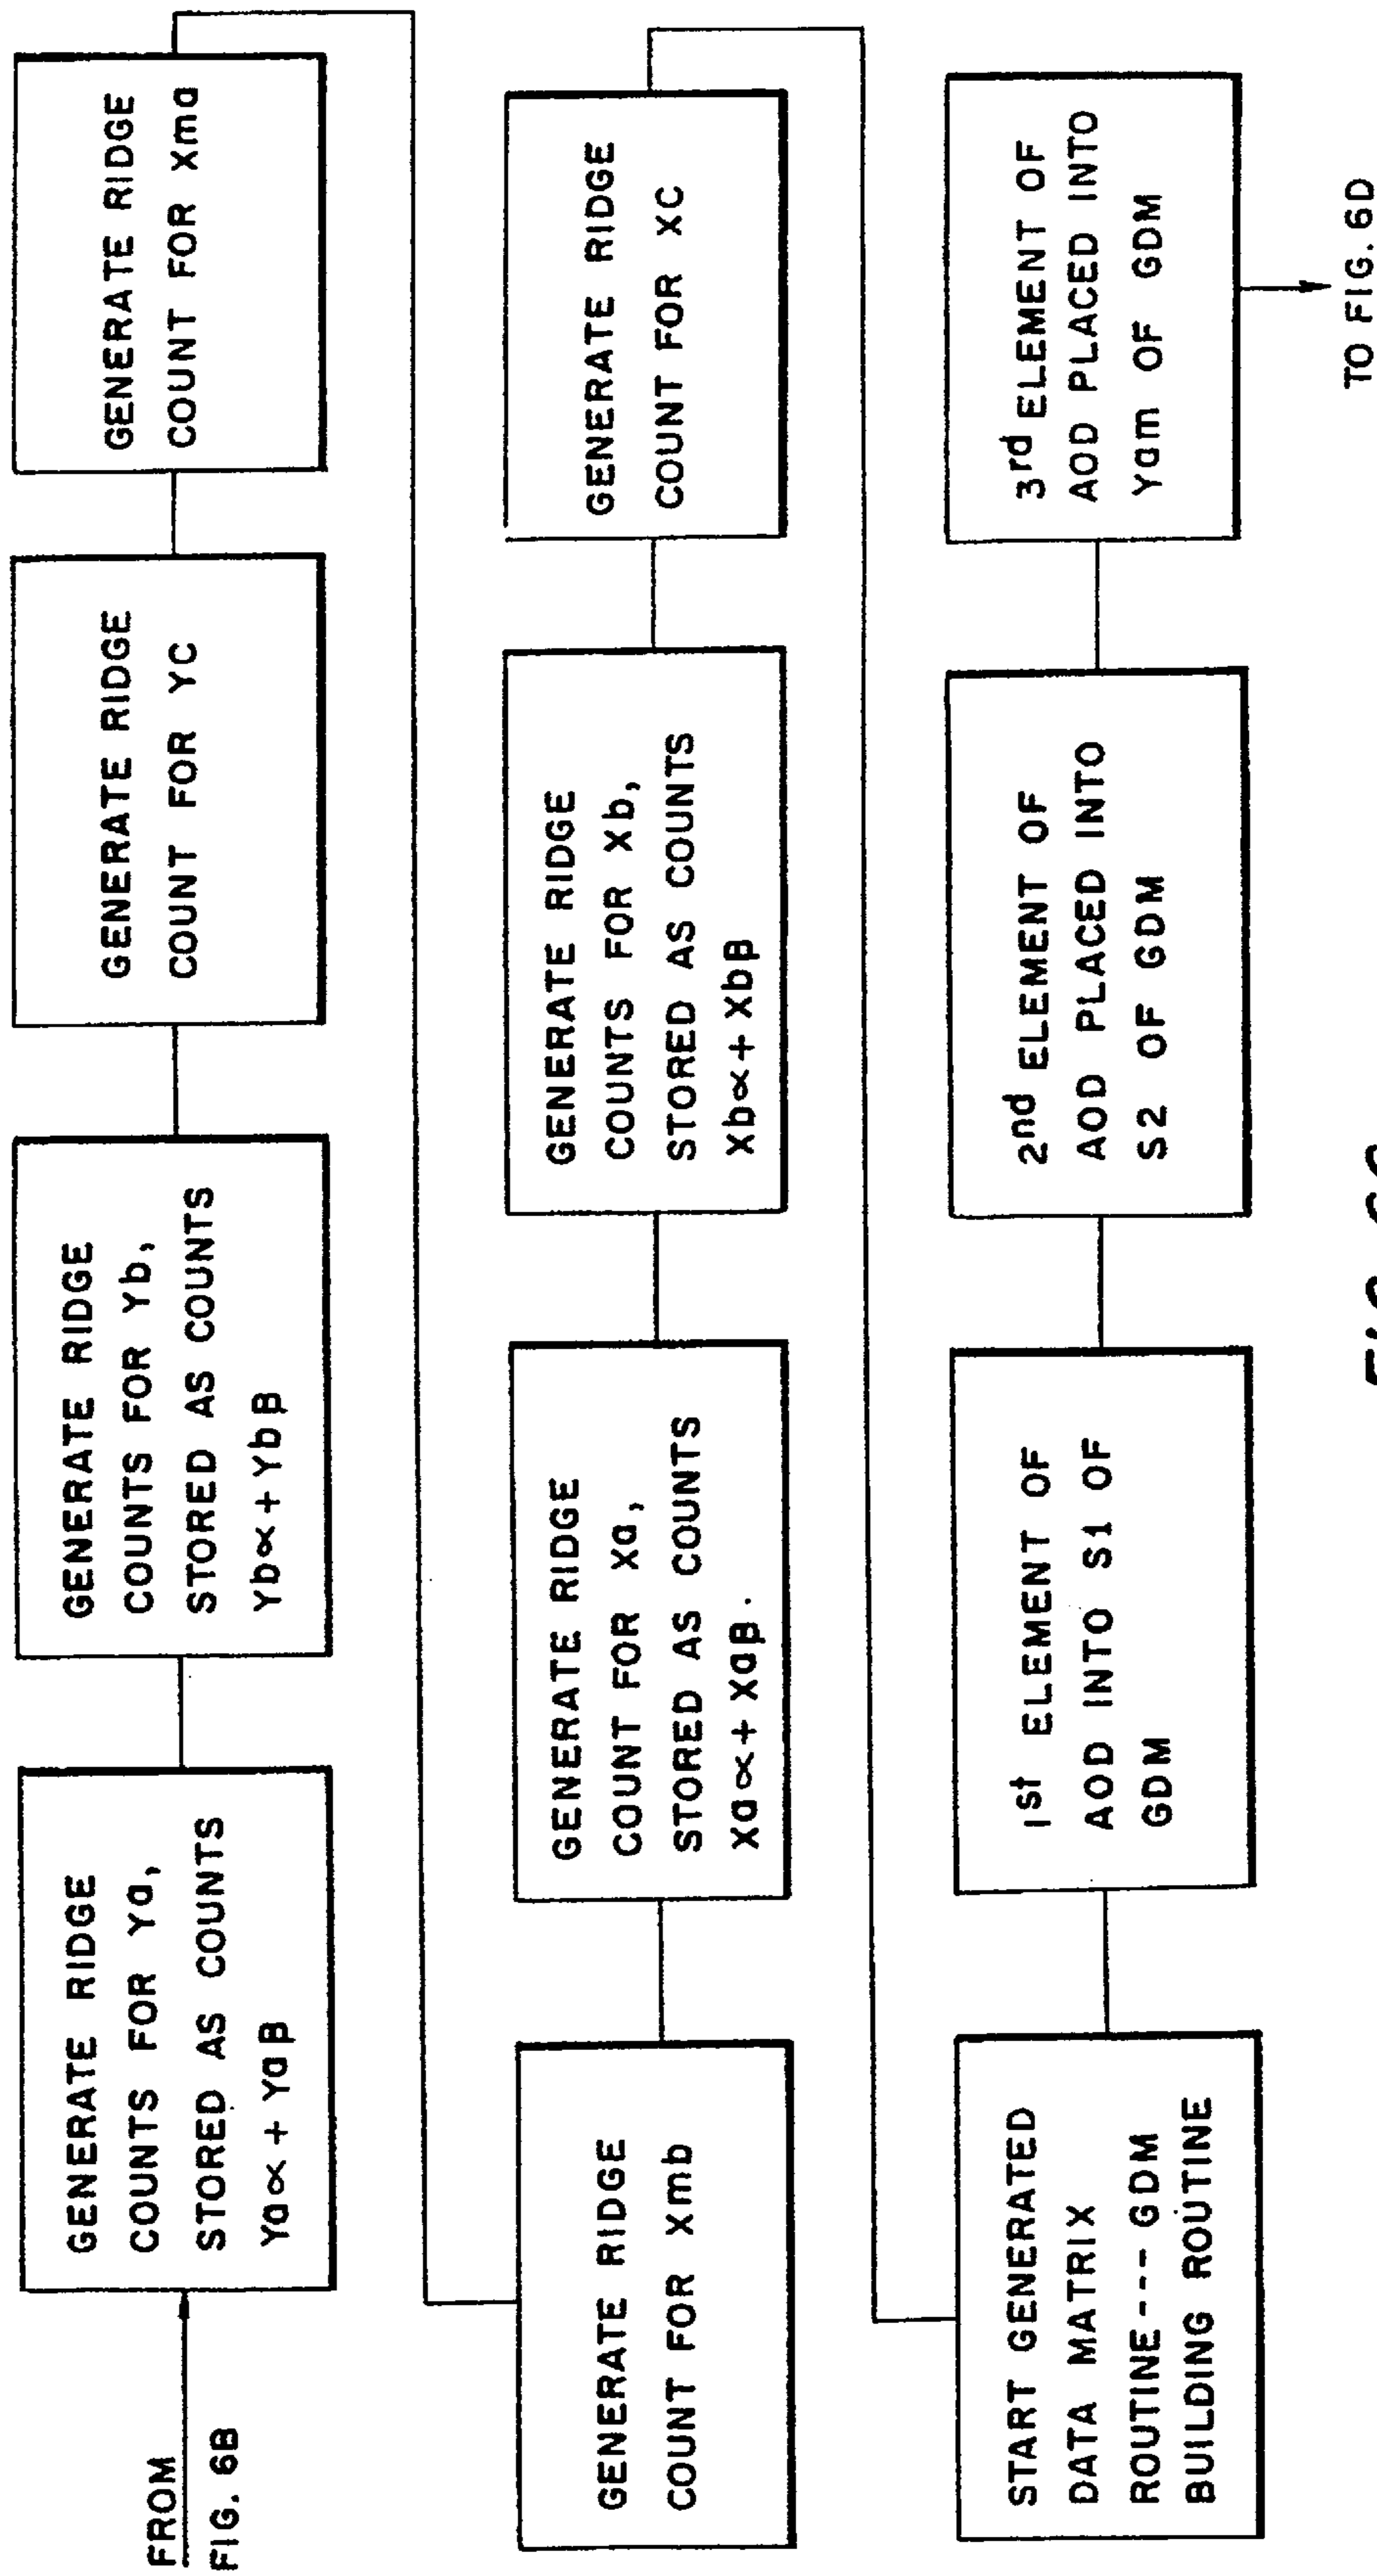 FROM
FIG. 6B
GENERATE RIDGE
COUNTS FOR Ya,
STORED AS COUNTS
Ya∝ + Yaβ
GENERATE RIDGE
COUNTS FOR Yb,
STORED AS COUNTS
Yb∝ + Ybβ
GENERATE RIDGE
COUNT FOR YC
GENERATE RIDGE
COUNT FOR Xma
GENERATE RIDGE
COUNT FOR Xmb
GENERATE RIDGE
COUNT FOR Xa,
STORED AS COUNTS
Xa∝ + Xaβ.
GENERATE RIDGE
COUNTS FOR Xb,
STORED AS COUNTS
Xb∝ + Xbβ
GENERATE RIDGE
COUNT FOR XC
START GENERATED
DATA MATRIX
ROUTINE --- GDM
BUILDING ROUTINE
1st ELEMENT OF
AOD INTO S1 OF
GDM
2nd ELEMENT OF
AOD PLACED INTO
S2 OF GDM
3rd ELEMENT OF
AOD PLACED INTO
Yam OF GDM
TO FIG. 6D